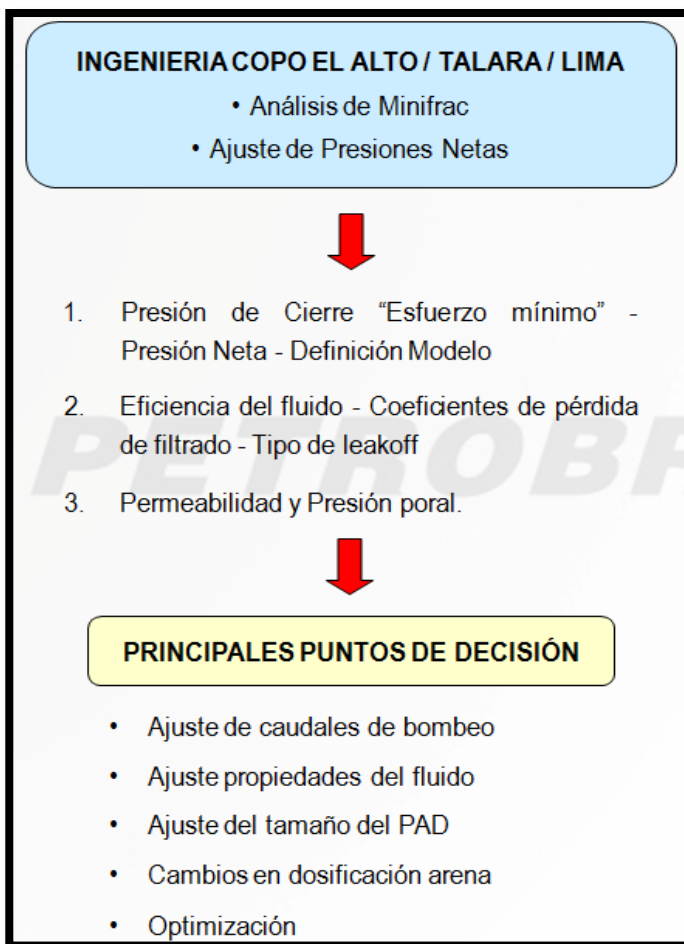 INGENIERIA COPO EL ALTO / TALARA / LIMA
• Análisis de Minifrac
• Ajuste de Presiones Netas
1. Presión de Cierre “Esfuerzo mínimo” -
Presión Neta - Definición Modelo
2. Eficiencia del fluido - Coeficientes de pérdida
de filtrado - Tipo de leakoff
PETROBR
3. Permeabilidad y Presión poral.
PRINCIPALES PUNTOS DE DECISIÓN
• Ajuste de caudales de bombeo
• Ajuste propiedades del fluido
• Ajuste del tamaño del PAD
• Cambios en dosificación arena
• Optimización